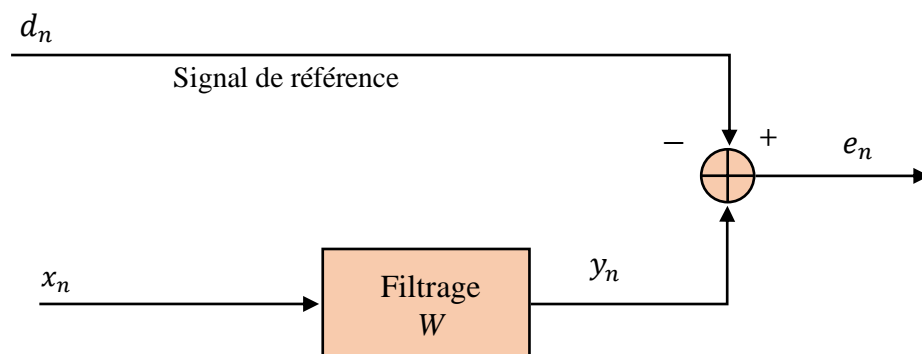 d_n
Signal de référence
− +
e_n
x_n
Filtrage
W
y_n